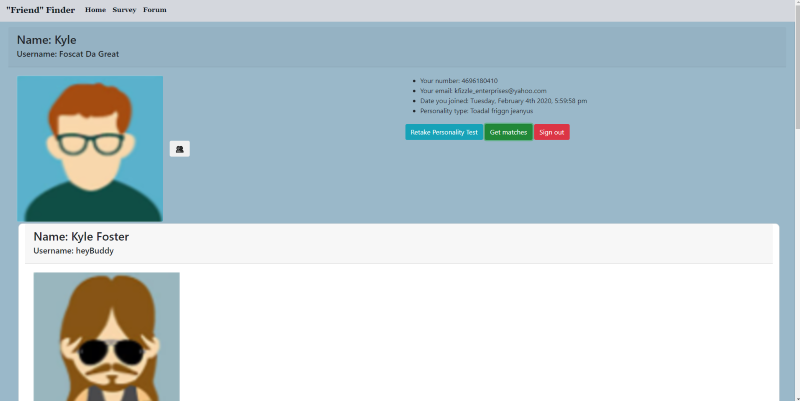 "Friend" Finder Home Survey Forum
Name: Kyle
Username: Foscat Da Great
Your number: 4696180410
Your email: kfizzle_enterprises@yahoo.com
Date you joined: Tuesday, February 4th 2020, 5:59:58 pm
Personality type: Toadal friggn jeanyus
Retake Personality Test Get matches Sign out
Name: Kyle Foster
Username: heyBuddy